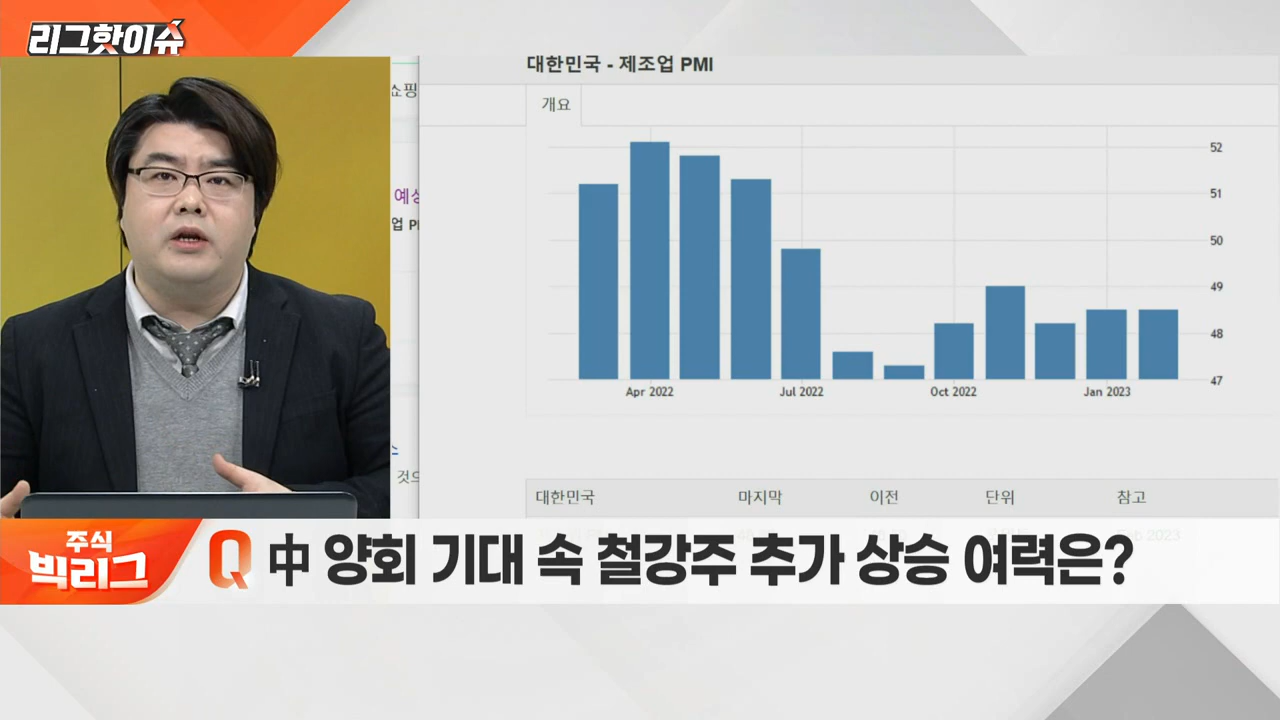 리그핫이슈
대한민국 - 제조업 PMI
쇼핑
개요
예상
업 PM
52
51
50
49
48
47
Apr 2022
Jul 2022
Oct 2022
Jan 2023
스
것으
대한민국 마지막 이전 단위 참고
주식
빅리그
Q 中 양회 기대 속 철강주 추가 상승 여력은?